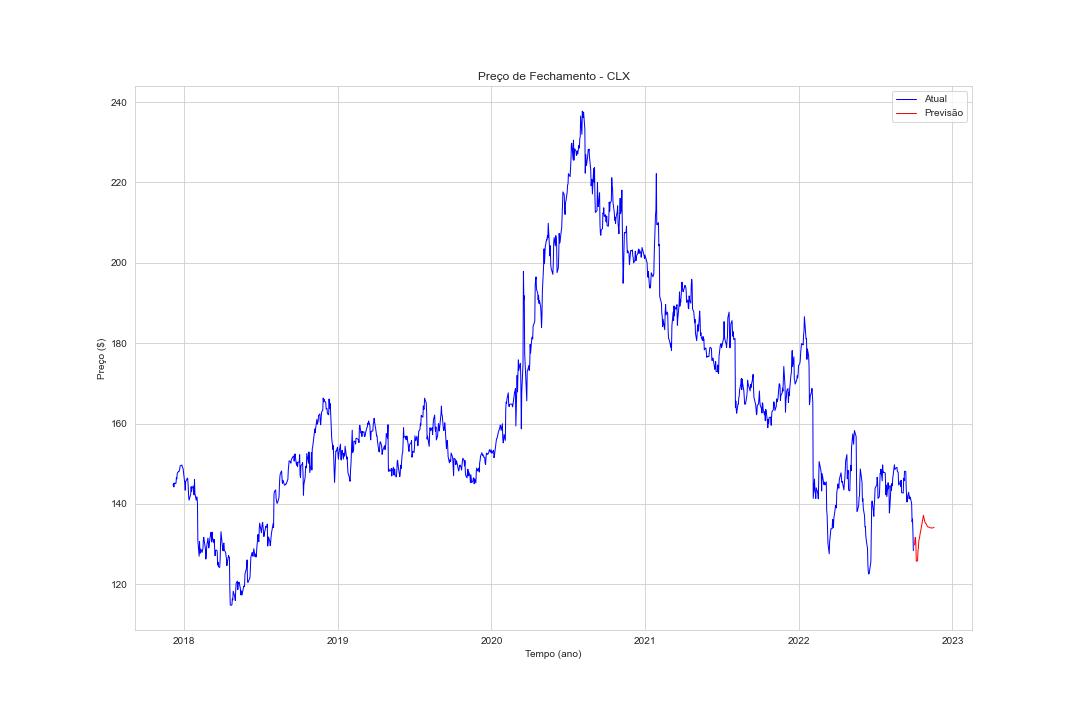 Preço de Fechamento - CLX
Atual
Previsão
240
220
200
180
160
140
120
Preço ($)
2018 2019 2020 2021 2022 2023
Tempo (ano)